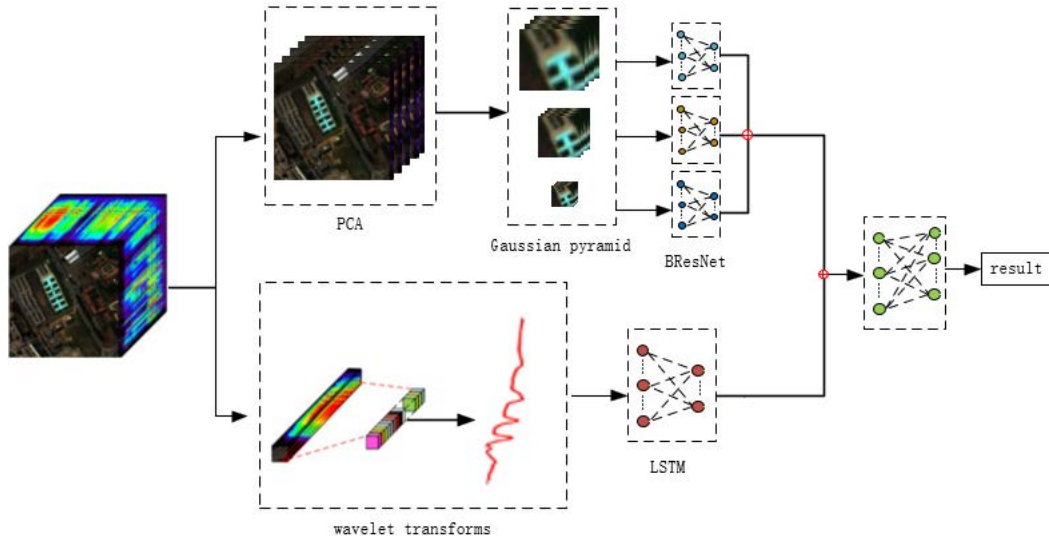 PCA
Gaussian pyramid
BResNet
result
LSTM
wavelet transforms